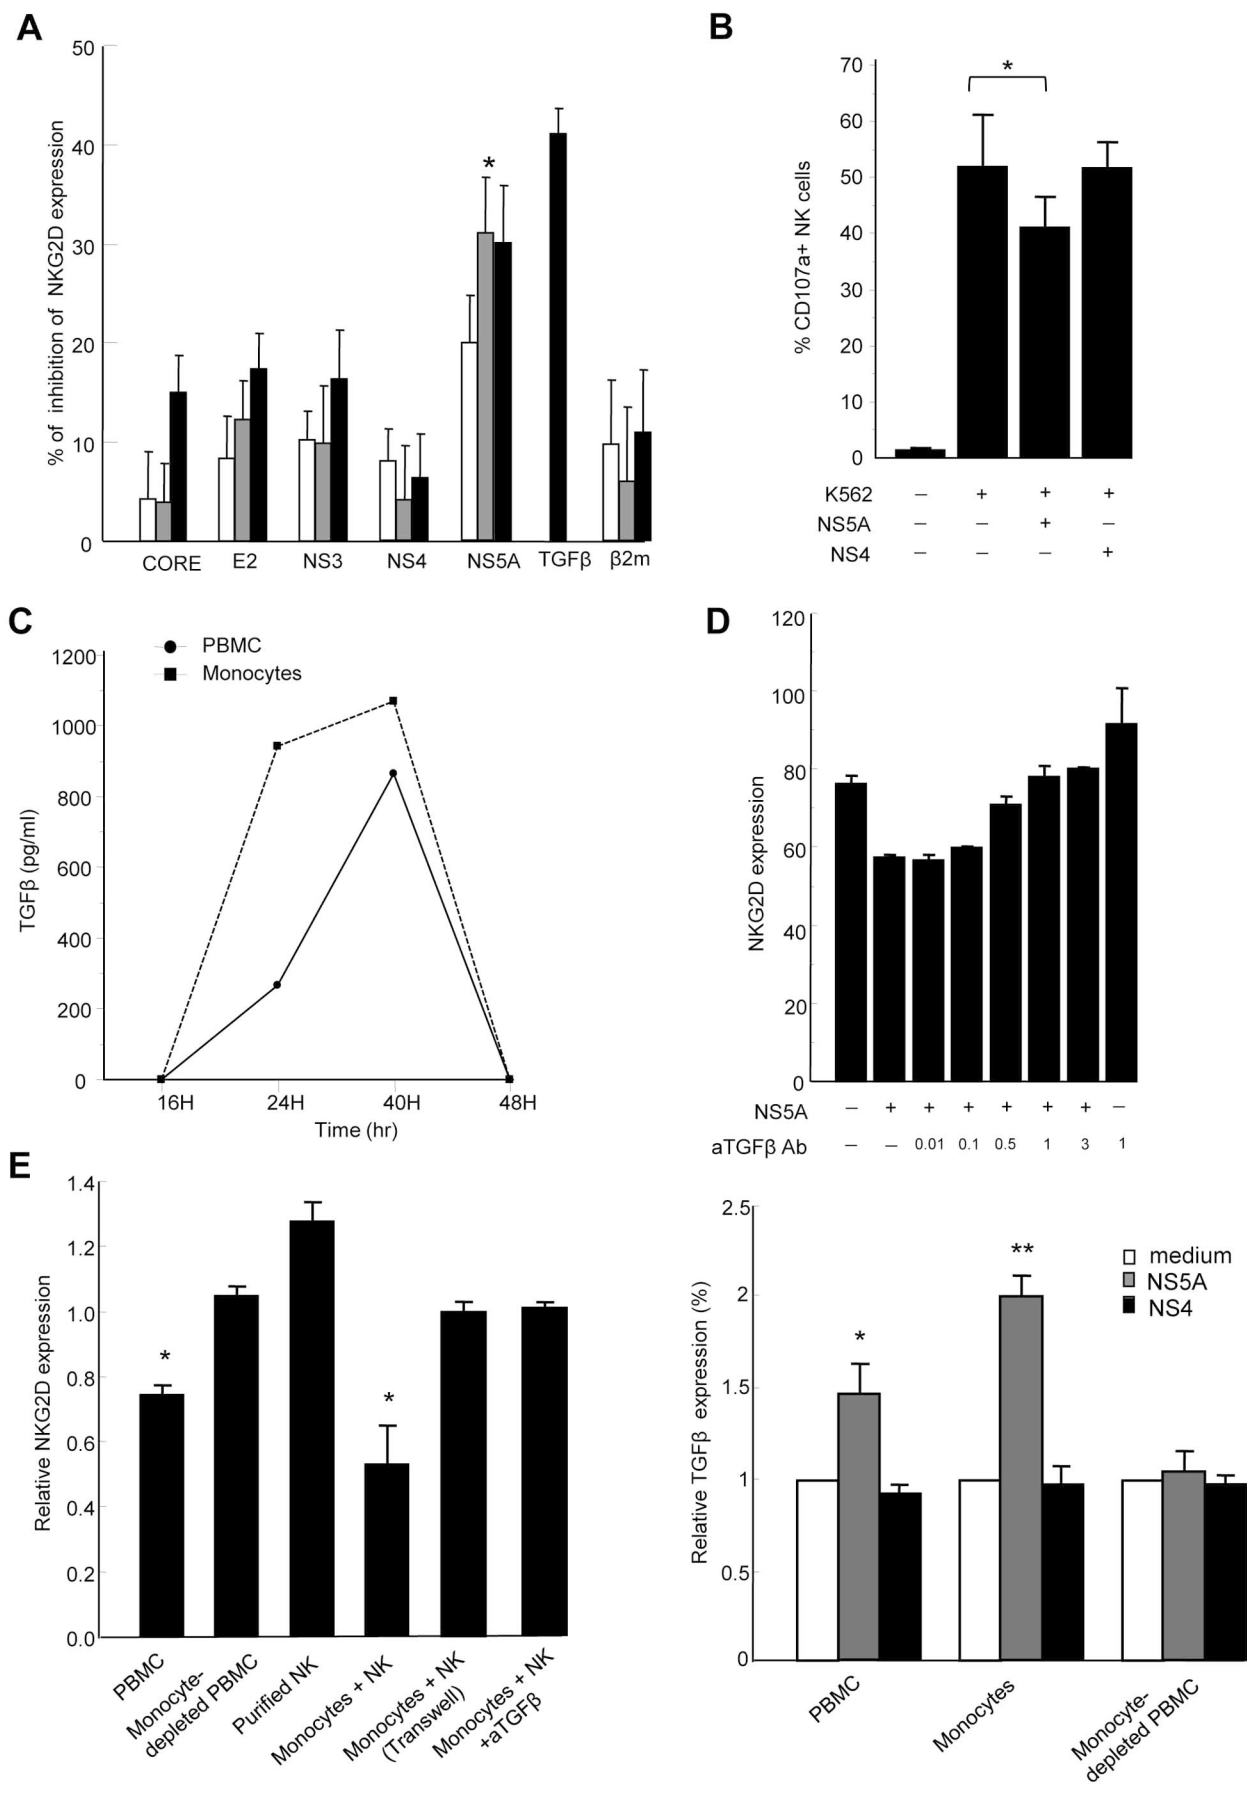 A
% of inhibition of NKG2D expression
50
40
30
20
10
0
*
CORE E2 NS3 NS4 NS5A TGFβ β2m
B
% CD107a+ NK cells
70
60
50
40
30
20
10
0
*
K562 – + + +
NS5A – – + –
NS4 – – – +
C
PBMC
Monocytes
TGFβ (pg/ml)
1200
1000
800
600
400
200
0
16H 24H 40H 48H
Time (hr)
D
NKG2D expression
120
100
80
60
40
20
0
NS5A – + + + + + + –
aTGFβ Ab – – 0.01 0.1 0.5 1 3 1
E
Relative NKG2D expression
1.4
1.2
1.0
0.8
0.6
0.4
0.2
0.0
*
*
PBMC
Monocyte-
depleted PBMC
Purified NK
Monocytes + NK
Monocytes + NK
(Transwell)
Monocytes + NK
+aTGFβ
Relative TGFβ expression (%)
2.5
2
1.5
1
0.5
0
*
**
medium
NS5A
NS4
PBMC
Monocytes
Monocyte-
depleted PBMC